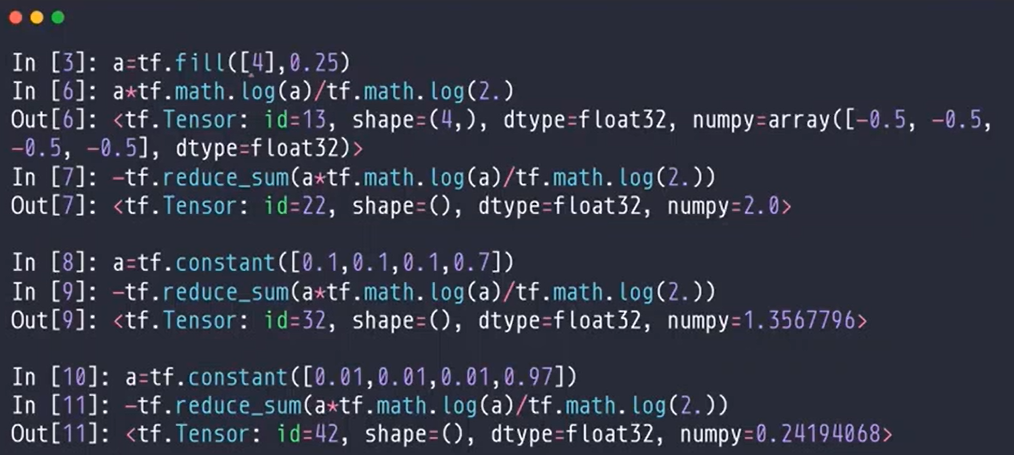 In [3]: a=tf.fill([4],0.25)
In [6]: a*tf.math.log(a)/tf.math.log(2.)
Out[6]: <tf.Tensor: id=13, shape=(4,), dtype=float32, numpy=array([-0.5, -0.5,
-0.5, -0.5], dtype=float32)>
In [7]: -tf.reduce_sum(a*tf.math.log(a)/tf.math.log(2.))
Out[7]: <tf.Tensor: id=22, shape=(), dtype=float32, numpy=2.0>
In [8]: a=tf.constant([0.1,0.1,0.1,0.7])
In [9]: -tf.reduce_sum(a*tf.math.log(a)/tf.math.log(2.))
Out[9]: <tf.Tensor: id=32, shape=(), dtype=float32, numpy=1.3567796>
In [10]: a=tf.constant([0.01,0.01,0.01,0.97])
In [11]: -tf.reduce_sum(a*tf.math.log(a)/tf.math.log(2.))
Out[11]: <tf.Tensor: id=42, shape=(), dtype=float32, numpy=0.24194068>